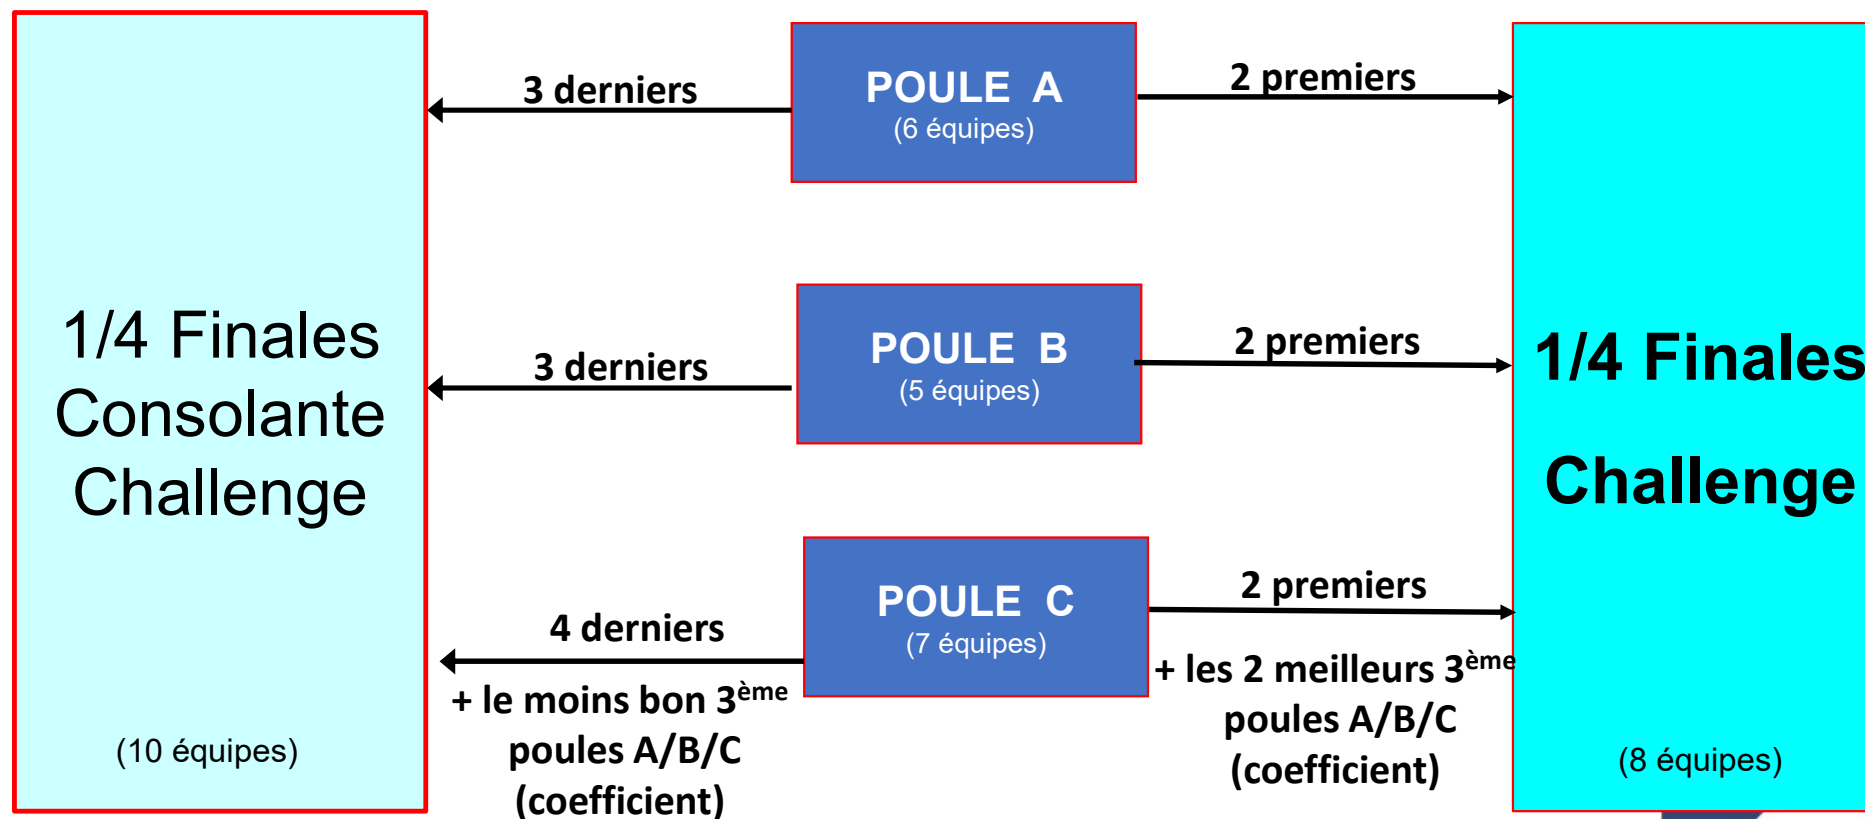 3 derniers
POULE A
(6 équipes)
2 premiers
1/4 Finales
Consolante
Challenge
(10 équipes)
3 derniers
POULE B
(5 équipes)
2 premiers
1/4 Finales
Challenge
(8 équipes)
4 derniers
+ le moins bon 3ème
poules A/B/C
(coefficient)
POULE C
(7 équipes)
2 premiers
+ les 2 meilleurs 3ème
poules A/B/C
(coefficient)